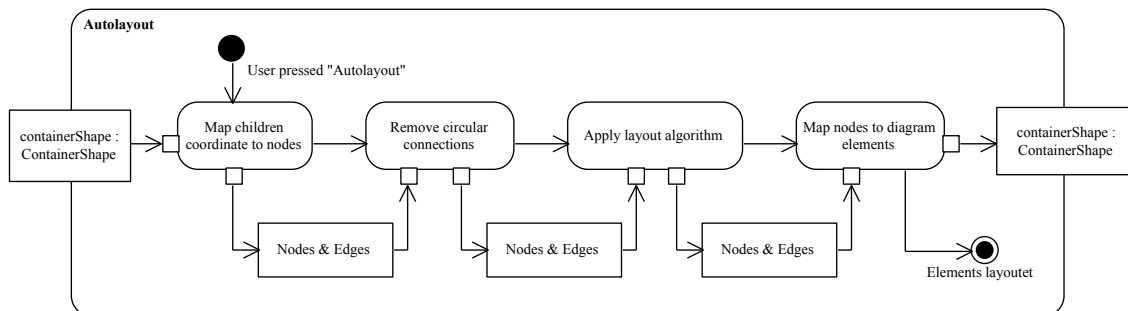 Autolayout
User pressed "Autolayout"
containerShape :
ContainerShape
Map children
coordinate to nodes
Remove circular
connections
Apply layout algorithm
Map nodes to diagram
elements
containerShape :
ContainerShape
Nodes & Edges
Nodes & Edges
Nodes & Edges
Elements layoutet